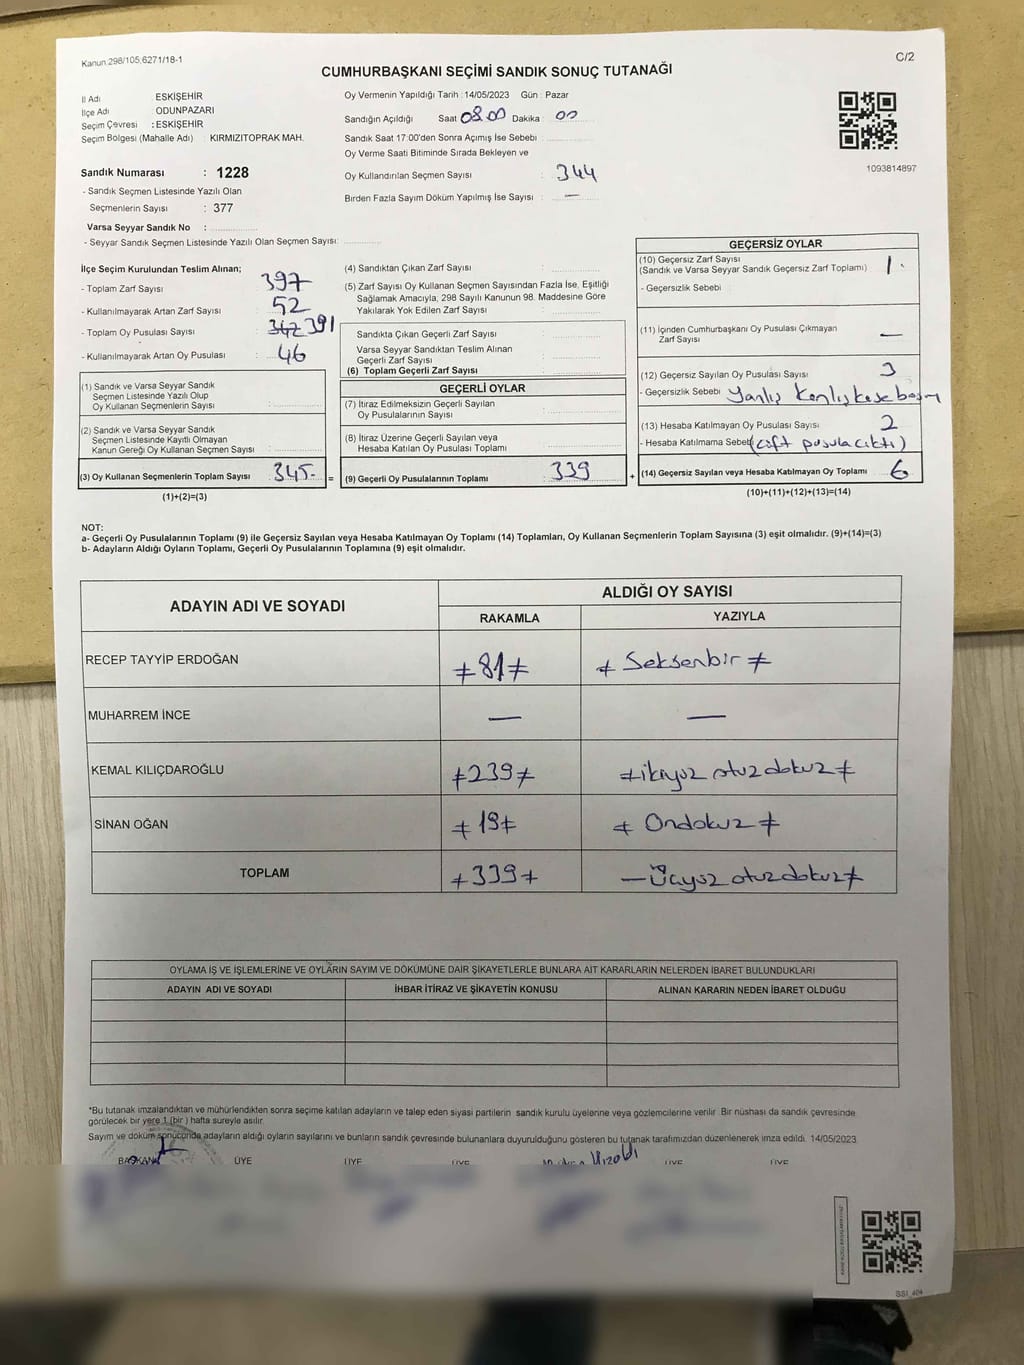 Kanun 298/105,6271/18-1
C/2
CUMHURBAŞKANI SEÇİMİ SANDIK SONUÇ TUTANAĞI
İl Adı ESKİŞEHİR
İlçe Adı ODUNPAZARI
Seçim Çevresi : ESKİŞEHİR
Seçim Bölgesi (Mahalle Adı) : KIRMIZITOPRAK MAH.
Sandık Numarası : 1228
- Sandık Seçmen Listesinde Yazılı Olan
Seçmenlerin Sayısı : 377
Varsa Seyyar Sandık No :
- Seyyar Sandık Seçmen Listesinde Yazılı Olan Seçmen Sayısı:
Oy Vermenin Yapıldığı Tarih : 14/05/2023 Gün : Pazar
Sandığın Açıldığı Saat 08.00 Dakika : 00
Sandık Saat 17:00'den Sonra Açımış İse Sebebi :
Oy Verme Saati Bitiminde Sırada Bekleyen ve
Oy Kullandırılan Seçmen Sayısı : 344
Birden Fazla Sayım Döküm Yapılmış İse Sayısı : —
1093814897
İlçe Seçim Kurulundan Teslim Alınan;
- Toplam Zarf Sayısı : 397
- Kullanılmayarak Artan Zarf Sayısı : 52
- Toplam Oy Pusulası Sayısı : 342 391
- Kullanılmayarak Artan Oy Pusulası : 46
(1) Sandık ve Varsa Seyyar Sandık
Seçmen Listesinde Yazılı Olup
Oy Kullanan Seçmenlerin Sayısı :
(2) Sandık ve Varsa Seyyar Sandık
Seçmen Listesinde Kayıtlı Olmayan
Kanun Gereği Oy Kullanan Seçmen Sayısı :
(3) Oy Kullanan Seçmenlerin Toplam Sayısı : 345 =
(1)+(2)=(3)
(4) Sandıktan Çıkan Zarf Sayısı :
(5) Zarf Sayısı Oy Kullanan Seçmen Sayısından Fazla İse, Eşitliği
Sağlamak Amacıyla, 298 Sayılı Kanunun 98. Maddesine Göre
Yakılarak Yok Edilen Zarf Sayısı :
Sandıkta Çıkan Geçerli Zarf Sayısı :
Varsa Seyyar Sandıktan Teslim Alınan
Geçerli Zarf Sayısı :
(6) Toplam Geçerli Zarf Sayısı :
GEÇERLİ OYLAR
(7) İtiraz Edilmeksizin Geçerli Sayılan
Oy Pusulalarının Sayısı :
(8) İtiraz Üzerine Geçerli Sayılan veya
Hesaba Katılan Oy Pusulası Toplamı :
(9) Geçerli Oy Pusulalarının Toplamı : 339 +
GEÇERSİZ OYLAR
(10) Geçersiz Zarf Sayısı : 1
(Sandık ve Varsa Seyyar Sandık Geçersiz Zarf Toplamı)
- Geçersizlik Sebebi :
(11) İçinden Cumhurbaşkanı Oy Pusulası Çıkmayan
Zarf Sayısı : —
(12) Geçersiz Sayılan Oy Pusulası Sayısı : 3
- Geçersizlik Sebebi : Yanlış
(13) Hesaba Katılmayan Oy Pusulası Sayısı : 2
- Hesaba Katılmama Sebebi (çift pusula çıktı)
(14) Geçersiz Sayılan veya Hesaba Katılmayan Oy Toplamı : 6
(10)+(11)+(12)+(13)=(14)
NOT:
a- Geçerli Oy Pusulalarının Toplamı (9) ile Geçersiz Sayılan veya Hesaba Katılmayan Oy Toplamı (14) Toplamları, Oy Kullanan Seçmenlerin Toplam Sayısına (3) eşit olmalıdır. (9)+(14)=(3)
b- Adayların Aldığı Oyların Toplamı, Geçerli Oy Pusulalarının Toplamına (9) eşit olmalıdır.
ADAYIN ADI VE SOYADI ALDIĞI OY SAYISI
RAKAMLA YAZIYLA
RECEP TAYYİP ERDOĞAN ≠81≠ ≠ Seksenbir ≠
MUHARREM İNCE — —
KEMAL KILIÇDAROĞLU ≠239≠ ≠ikiyüz otuz dokuz≠
SİNAN OĞAN ≠19≠ ≠ Ondokuz ≠
TOPLAM ≠339≠ —Üçyüz otuzdokuz≠
OYLAMA İŞ VE İŞLEMLERİNE VE OYLARIN SAYIM VE DÖKÜMÜNE DAİR ŞİKAYETLERLE BUNLARA AİT KARARLARIN NELERDEN İBARET BULUNDUKLARI
ADAYIN ADI VE SOYADI İHBAR İTİRAZ VE ŞİKAYETİN KONUSU ALINAN KARARIN NEDEN İBARET OLDUĞU
*Bu tutanak imzalandıktan ve mühürlendikten sonra seçime katılan adayların ve talep eden siyasi partilerin sandık kurulu üyelerine veya gözlemcilerine verilir. Bir nüshası da sandık çevresinde
görülecek bir yere 1 (bir) hafta süreyle asılır.
Sayım ve döküm sonucunda adayların aldığı oyların sayılarını ve bunların sandık çevresinde bulunanlara duyurulduğunu gösteren bu tutanak tarafımızdan düzenlenerek imza edildi. 14/05/2023
BAŞKAN ÜYE ÜYE ÜYE ÜYE ÜYE
SSI_404